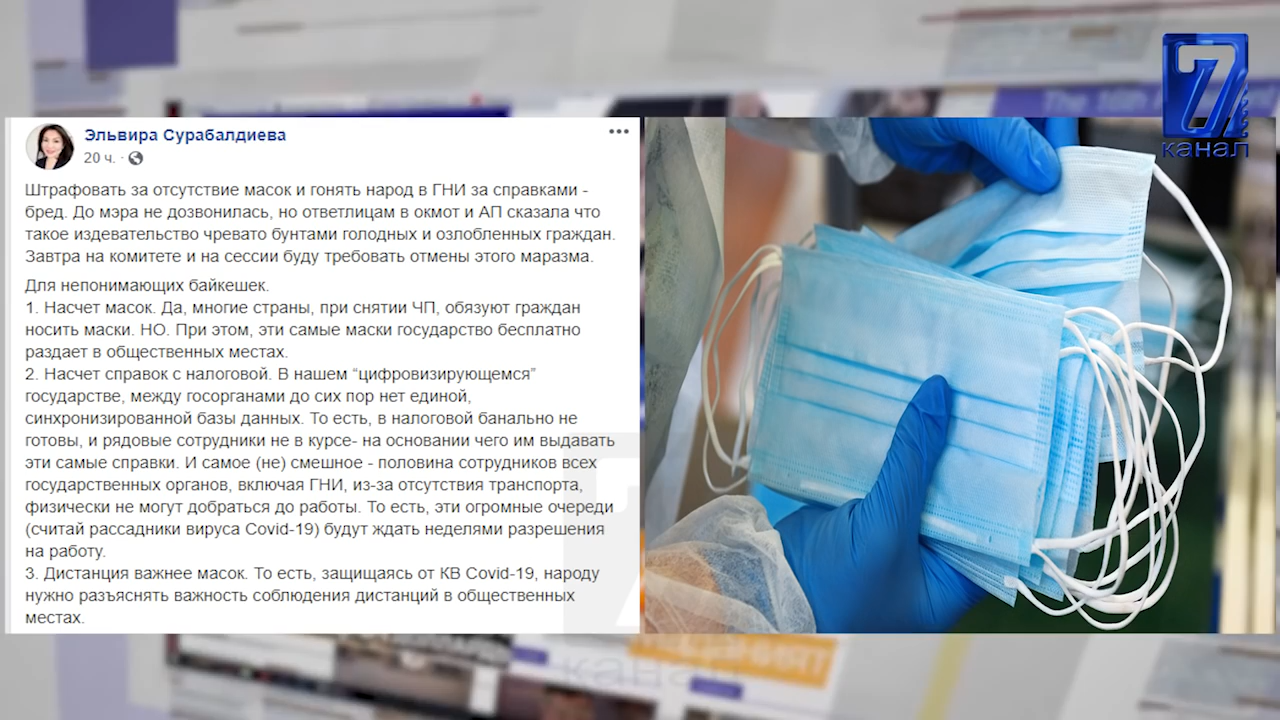 7
канал
The 16th
Эльвира Сурабалдиева
20 ч.
Штрафовать за отсутствие масок и гонять народ в ГНИ за справками -
бред. До мэра не дозвонилась, но ответлицам в окмот и АП сказала что
такое издевательство чревато бунтами голодных и озлобленных граждан.
Завтра на комитете и на сессии буду требовать отмены этого маразма.
Для непонимающих байкешек.
1. Насчет масок. Да, многие страны, при снятии ЧП, обязуют граждан
носить маски. НО. При этом, эти самые маски государство бесплатно
раздает в общественных местах.
2. Насчет справок с налоговой. В нашем “цифровизирующемся”
государстве, между госорганами до сих пор нет единой,
синхронизированной базы данных. То есть, в налоговой банально не
готовы, и рядовые сотрудники не в курсе- на основании чего им выдавать
эти самые справки. И самое (не) смешное - половина сотрудников всех
государственных органов, включая ГНИ, из-за отсутствия транспорта,
физически не могут добраться до работы. То есть, эти огромные очереди
(считай рассадники вируса Covid-19) будут ждать неделями разрешения
на работу.
3. Дистанция важнее масок. То есть, защищаясь от КВ Covid-19, народу
нужно разъяснять важность соблюдения дистанций в общественных
местах.
7
канал